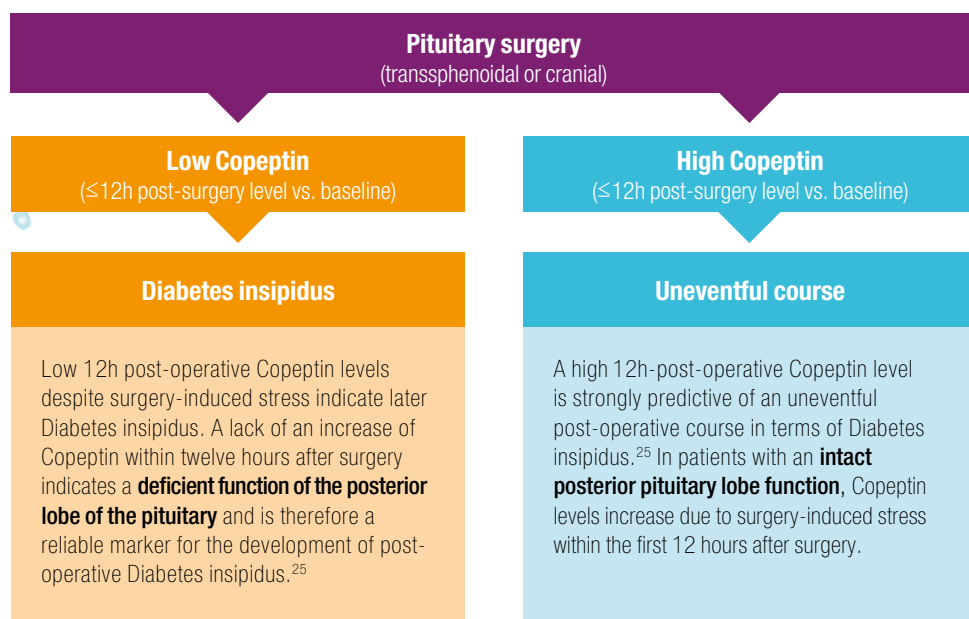 Pituitary surgery
(transsphenoidal or cranial)
Low Copeptin
(≤12h post-surgery level vs. baseline)
Diabetes insipidus
Low 12h post-operative Copeptin levels
despite surgery-induced stress indicate later
Diabetes insipidus. A lack of an increase of
Copeptin within twelve hours after surgery
indicates a deficient function of the posterior
lobe of the pituitary and is therefore a
reliable marker for the development of post-
operative Diabetes insipidus.25
High Copeptin
(≤12h post-surgery level vs. baseline)
Uneventful course
A high 12h-post-operative Copeptin level
is strongly predictive of an uneventful
post-operative course in terms of Diabetes
insipidus.25 In patients with an intact
posterior pituitary lobe function, Copeptin
levels increase due to surgery-induced stress
within the first 12 hours after surgery.